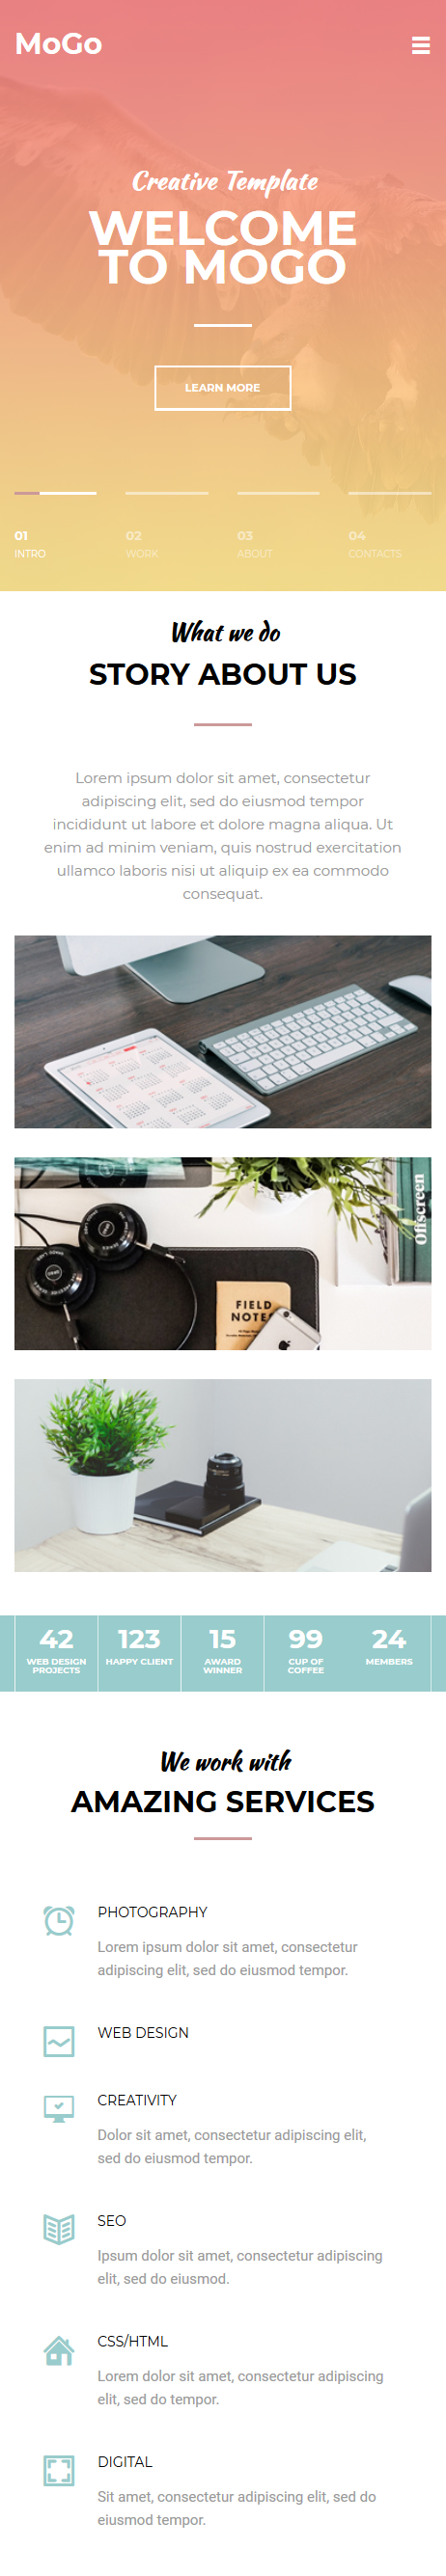 MoGo
Creative Template
WELCOME
TO MOGO
LEARN MORE
01
INTRO
02
WORK
03
ABOUT
04
CONTACTS
What we do
STORY ABOUT US
Lorem ipsum dolor sit amet, consectetur
adipiscing elit, sed do eiusmod tempor
incididunt ut labore et dolore magna aliqua. Ut
enim ad minim veniam, quis nostrud exercitation
ullamco laboris nisi ut aliquip ex ea commodo
consequat.
Offscreen
FIELD
NOTES
42
WEB DESIGN
PROJECTS
123
HAPPY CLIENT
15
AWARD
WINNER
99
CUP OF
COFFEE
24
MEMBERS
We work with
AMAZING SERVICES
PHOTOGRAPHY
Lorem ipsum dolor sit amet, consectetur
adipiscing elit, sed do eiusmod tempor.
WEB DESIGN
CREATIVITY
Dolor sit amet, consectetur adipiscing elit,
sed do eiusmod tempor.
SEO
Ipsum dolor sit amet, consectetur adipiscing
elit, sed do eiusmod.
CSS/HTML
Lorem dolor sit amet, consectetur adipiscing
elit, sed do tempor.
DIGITAL
Sit amet, consectetur adipiscing elit, sed do
eiusmod tempor.